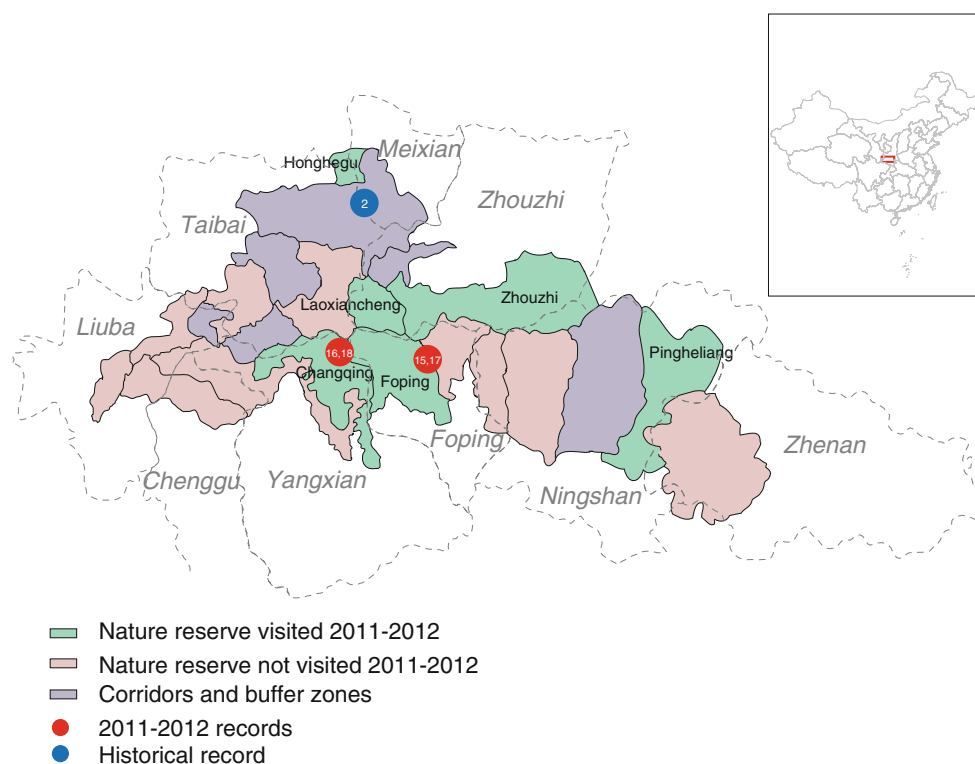 Meixian
Honghegu
Zhouzhi
2
Taibai
Zhouzhi
Laoxiancheng
Liuba
16,18
15,17
Pingheliang
Changqing
Foping
Foping
Zhenan
Chenggu
Yangxian
Ningshan
Nature reserve visited 2011-2012
Nature reserve not visited 2011-2012
Corridors and buffer zones
2011-2012 records
Historical record